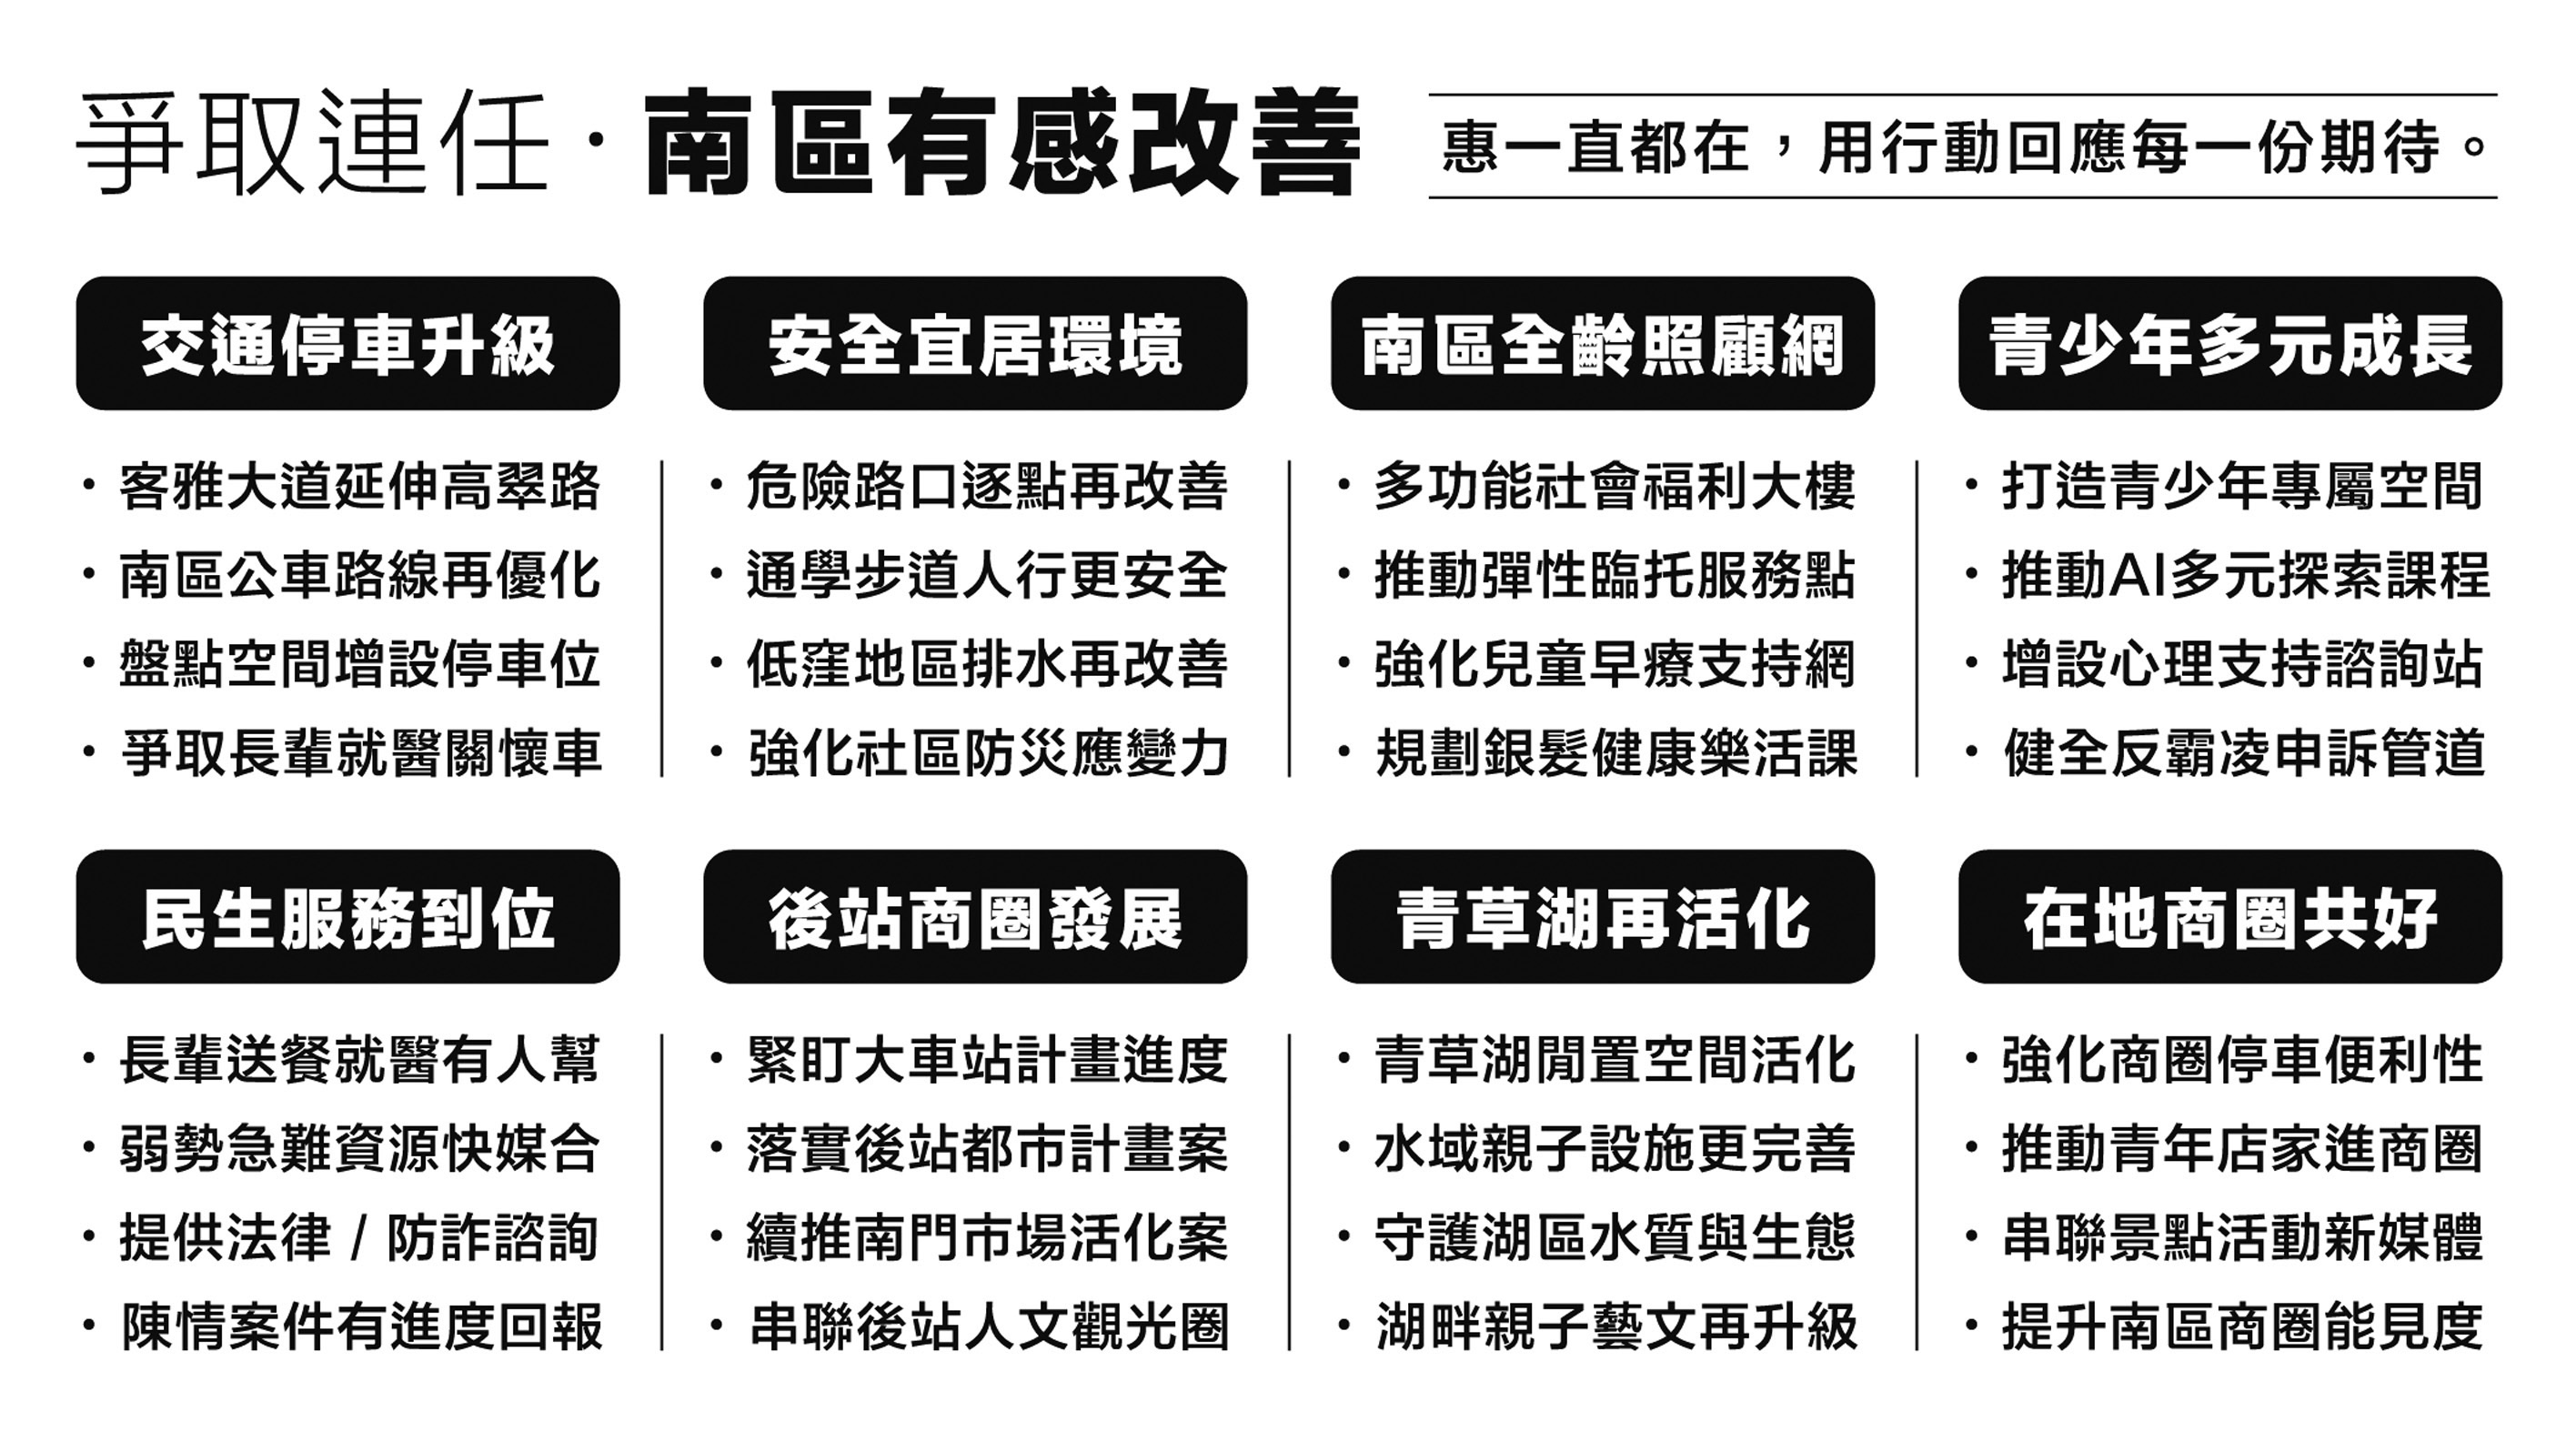 爭取連任・南區有感改善
惠一直都在，用行動回應每一份期待。
交通停車升級
・客雅大道延伸高翠路
・南區公車路線再優化
・盤點空間增設停車位
・爭取長輩就醫關懷車
安全宜居環境
・危險路口逐點再改善
・通學步道人行更安全
・低窪地區排水再改善
・強化社區防災應變力
南區全齡照顧網
・多功能社會福利大樓
・推動彈性臨托服務點
・強化兒童早療支持網
・規劃銀髮健康樂活課
青少年多元成長
・打造青少年專屬空間
・推動AI多元探索課程
・增設心理支持諮詢站
・健全反霸凌申訴管道
民生服務到位
・長輩送餐就醫有人幫
・弱勢急難資源快媒合
・提供法律 / 防詐諮詢
・陳情案件有進度回報
後站商圈發展
・緊盯大車站計畫進度
・落實後站都市計畫案
・續推南門市場活化案
・串聯後站人文觀光圈
青草湖再活化
・青草湖閒置空間活化
・水域親子設施更完善
・守護湖區水質與生態
・湖畔親子藝文再升級
在地商圈共好
・強化商圈停車便利性
・推動青年店家進商圈
・串聯景點活動新媒體
・提升南區商圈能見度